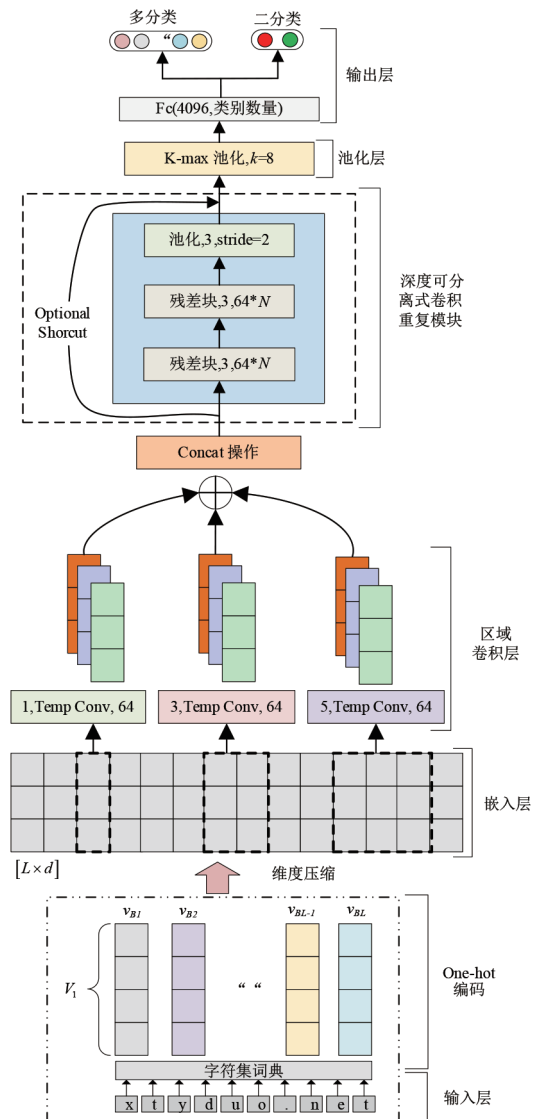 多分类
二分类
“
输出层
Fc(4096,类别数量)
K-max 池化,k=8
池化层
池化,3,stride=2
残差块,3,64*N
残差块,3,64*N
Optional
Shorcut
深度可分
离式卷积
重复模块
Concat 操作
区域
卷积层
1,Temp Conv, 64
3,Temp Conv, 64
5,Temp Conv, 64
嵌入层
[L×d]
维度压缩
vB1
vB2
vBL-1
vBL
V1
“ “
One-hot
编码
字符集词典
x t y d u o . n e t
输入层